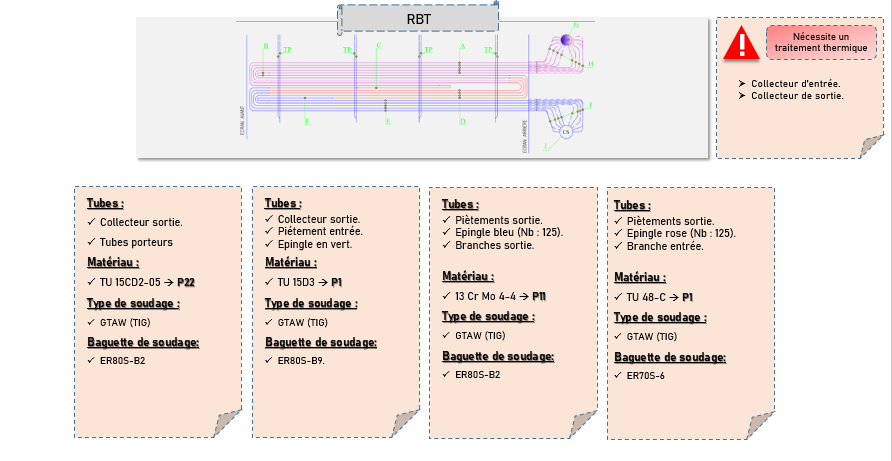 RBT
G
B
TP
TP
C
TP
A
TP
H
F
E
D
I
CS
J
ECRAN AVANT
ECRAN ARRIERE
Nécessite un
traitement thermique
➤ Collecteur d'entrée.
➤ Collecteur de sortie.
Tubes :
✓ Collecteur sortie.
✓ Tubes porteurs
Matériau :
✓ TU 15CD2-05 → P22
Type de soudage :
✓ GTAW (TIG)
Baguette de soudage:
✓ ER80S-B2
Tubes :
✓ Collecteur sortie.
✓ Piétement entrée.
✓ Epingle en vert.
Matériau :
✓ TU 15D3 → P1
Type de soudage :
✓ GTAW (TIG)
Baguette de soudage:
✓ ER80S-B9.
Tubes :
✓ Piètements sortie.
✓ Epingle bleu (Nb : 125).
✓ Branches sortie.
Matériau :
✓ 13 Cr Mo 4-4 → P11
Type de soudage :
✓ GTAW (TIG)
Baguette de soudage:
✓ ER80S-B2
Tubes :
✓ Piètements sortie.
✓ Epingle rose (Nb : 125).
✓ Branche entrée.
Matériau :
✓ TU 48-C → P1
Type de soudage :
✓ GTAW (TIG)
Baguette de soudage:
✓ ER70S-6